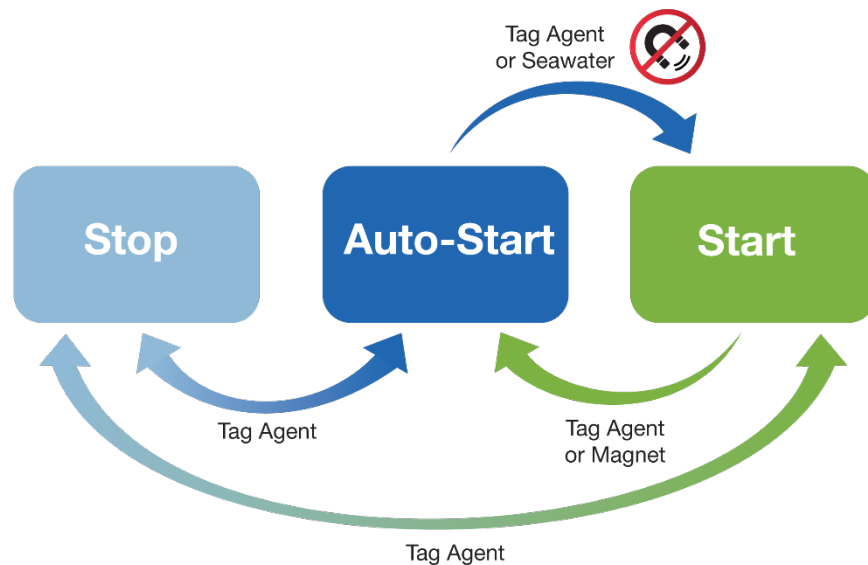 Tag Agent
or Seawater
Stop
Auto-Start
Start
Tag Agent
Tag Agent
or Magnet
Tag Agent